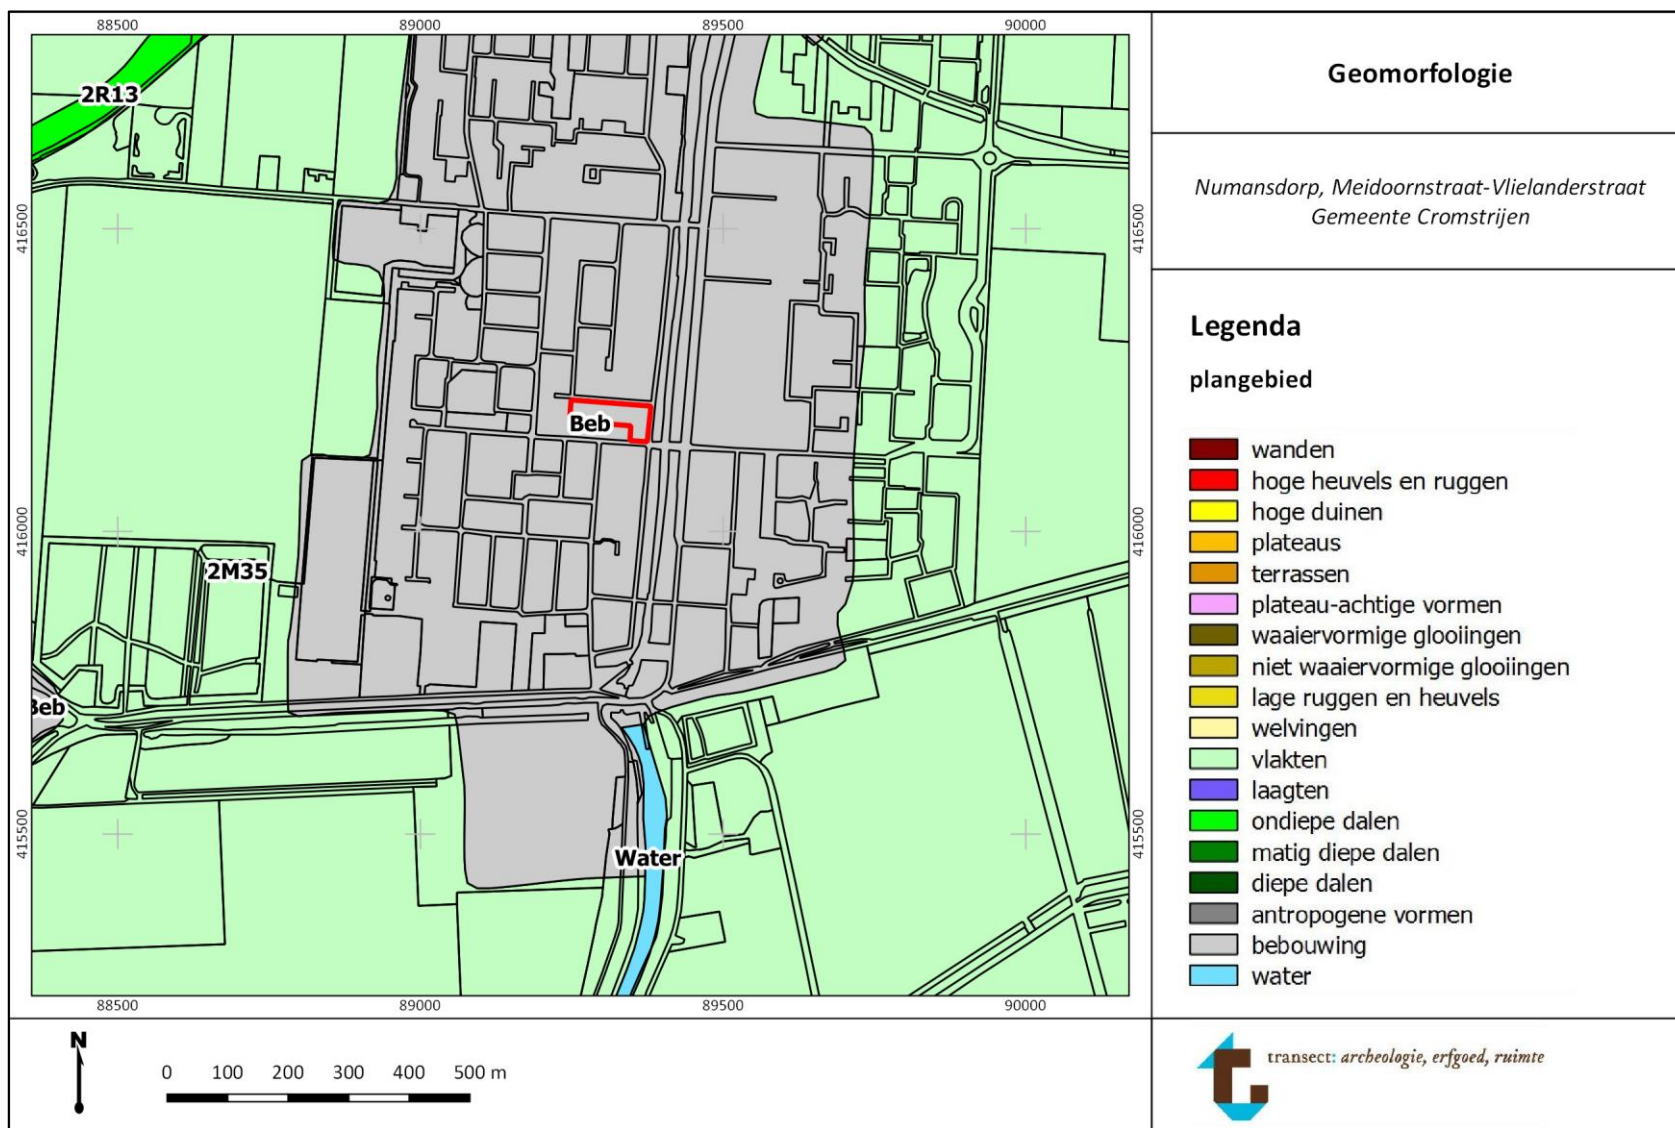 88500 89000 89500 90000
2R13
416500 416500
Beb
416000 416000
2M35
Beb
415500 415500
Water
88500 89000 89500 90000
N
0 100 200 300 400 500 m
Geomorfologie
Numansdorp, Meidoornstraat-Vlielanderstraat
Gemeente Cromstrijen
Legenda
plangebied
wanden
hoge heuvels en ruggen
hoge duinen
plateaus
terrassen
plateau-achtige vormen
waaiervormige glooiingen
niet waaiervormige glooiingen
lage ruggen en heuvels
welvingen
vlakten
laagten
ondiepe dalen
matig diepe dalen
diepe dalen
antropogene vormen
bebouwing
water
transect: archeologie, erfgoed, ruimte